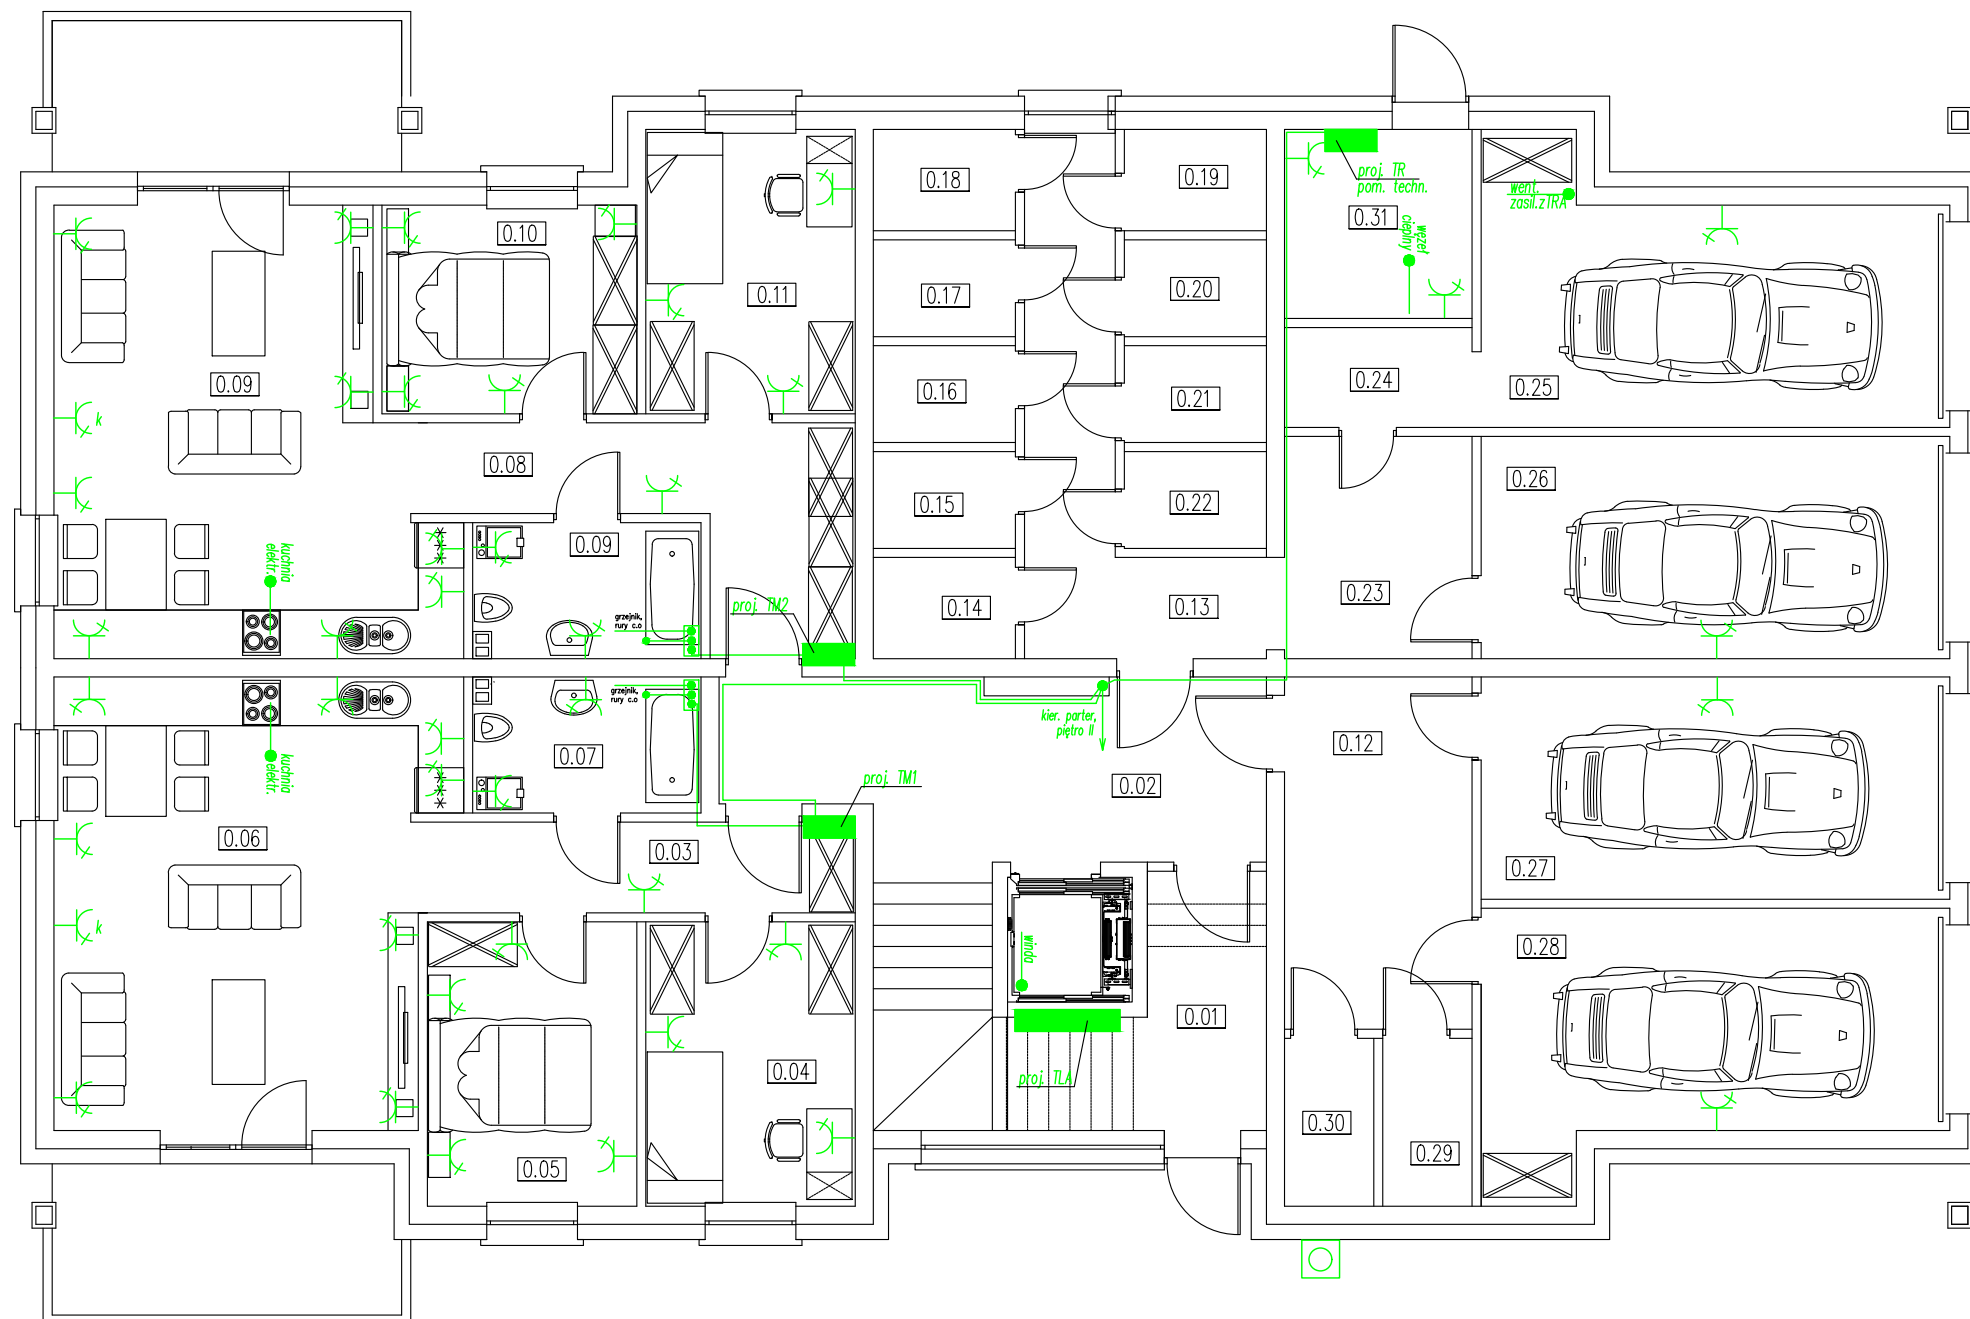 0.18
0.19
proj. TR
pom. techn.
went.
zasil.zTRA
0.10
0.31
węzeł
cieplny
0.11
0.17
0.20
0.09
0.16
0.21
0.24
0.25
k
0.08
0.15
0.22
0.26
kuchnia
elektr.
0.09
proj. TM2
0.14
0.13
0.23
grzejnik,
rury c.o
grzejnik,
rury c.o
kier. parter,
piętro II
0.07
0.12
kuchnia
elektr.
proj. TM1
0.02
0.06
0.03
0.27
k
winda
0.28
0.01
0.04
proj. TLA
0.30
0.29
0.05